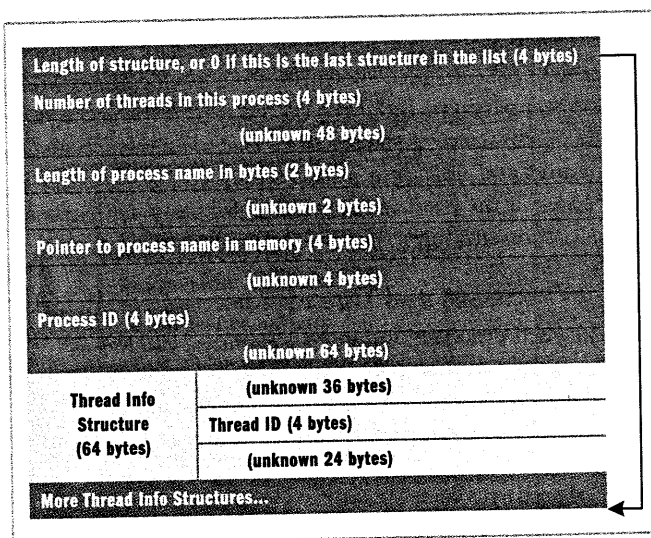 Length of structure, or 0 if this is the last structure in the list (4 bytes)
Number of threads in this process (4 bytes)
(unknown 48 bytes)
Length of process name in bytes (2 bytes)
(unknown 2 bytes)
Pointer to process name in memory (4 bytes)
(unknown 4 bytes)
Process ID (4 bytes)
(unknown 64 bytes)
Thread Info
Structure
(64 bytes)
(unknown 36 bytes)
Thread ID (4 bytes)
(unknown 24 bytes)
More Thread Info Structures...